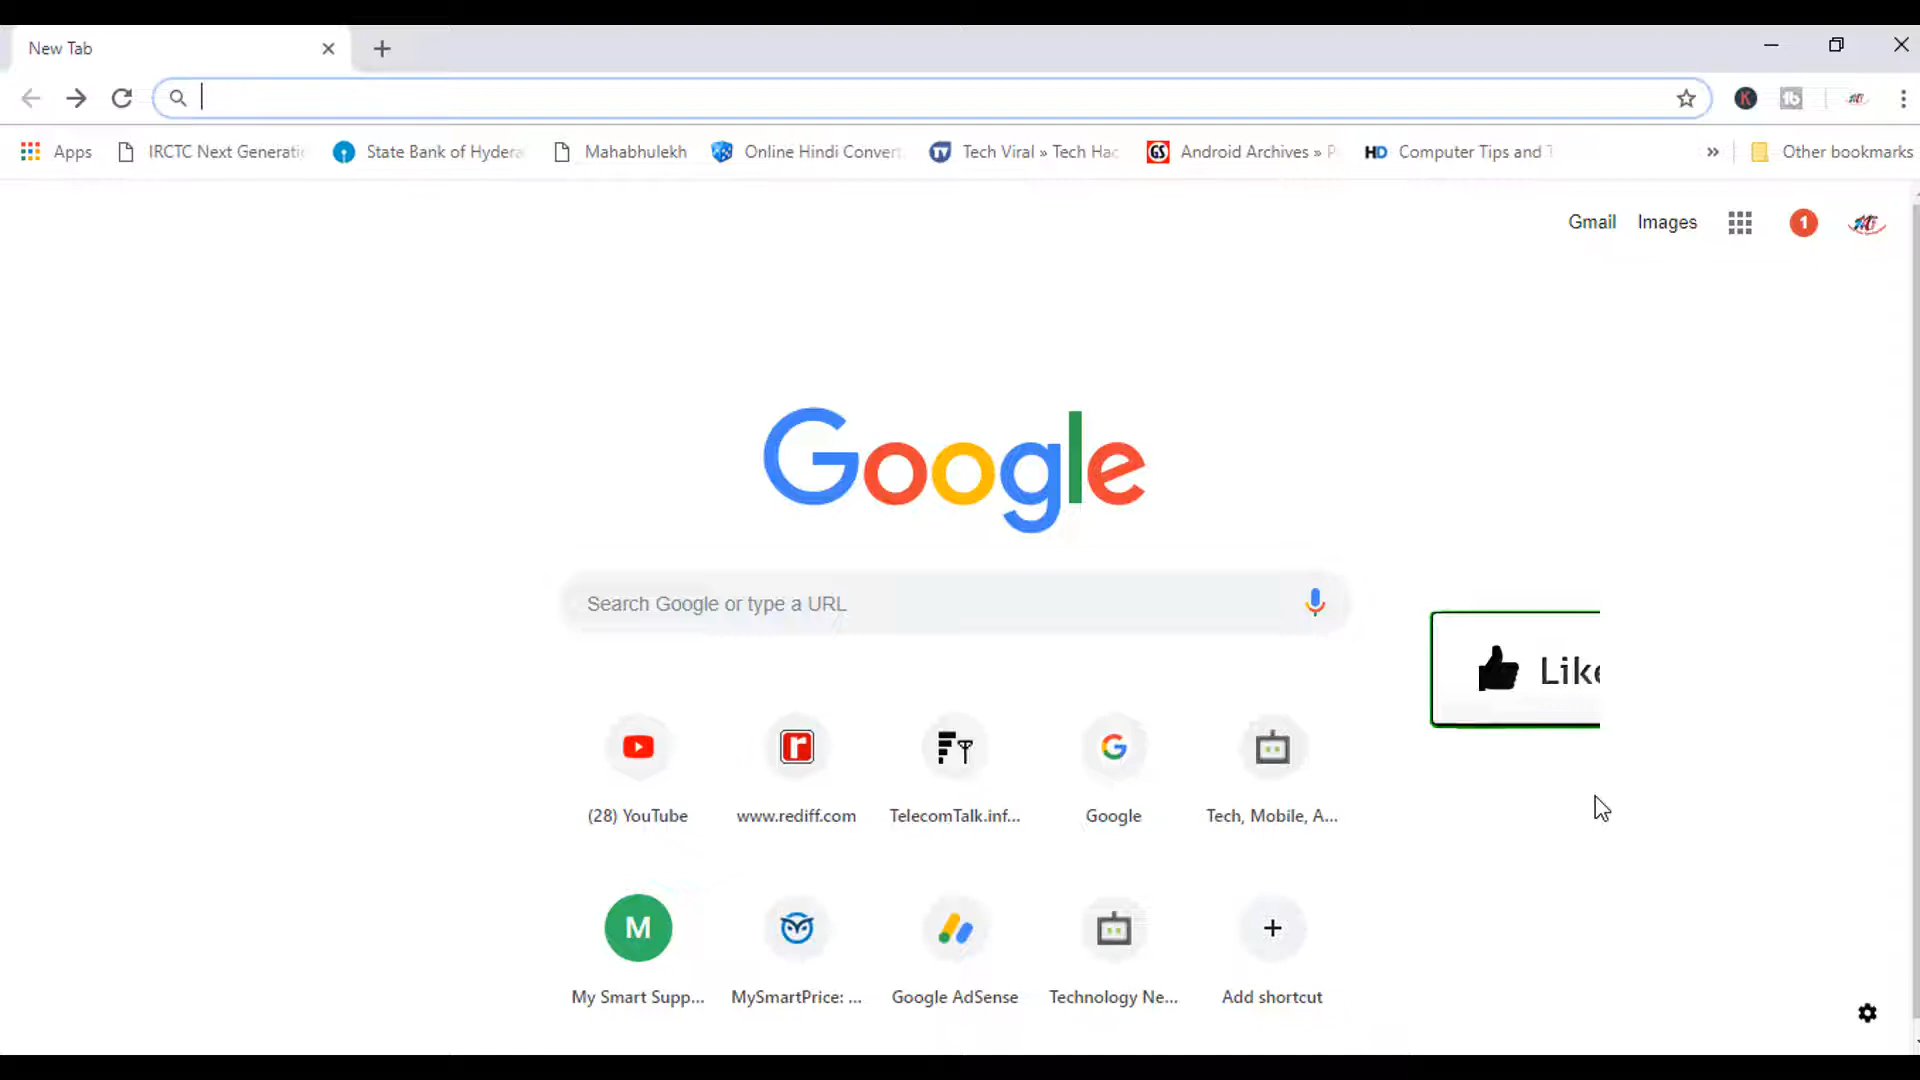 New Tab
Apps
IRCTC Next Generati
State Bank of Hydera
Mahabhulekh
Online Hindi Convert
Tech Viral » Tech Hac
Android Archives » P
HD
Computer Tips and T
»
Other bookmarks
Gmail
Images
1
Google
Search Google or type a URL
Like
(28) YouTube
www.rediff.com
TelecomTalk.inf...
Google
Tech, Mobile, A...
M
My Smart Supp...
MySmartPrice: ...
Google AdSense
Technology Ne...
Add shortcut